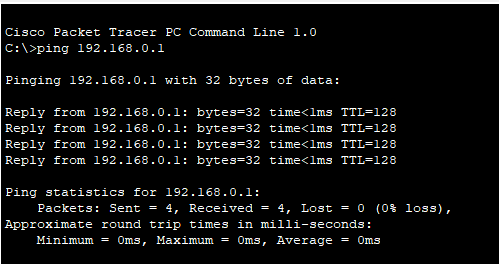 Cisco Packet Tracer PC Command Line 1.0
C:\>ping 192.168.0.1
Pinging 192.168.0.1 with 32 bytes of data:
Reply from 192.168.0.1: bytes=32 time<1ms TTL=128
Reply from 192.168.0.1: bytes=32 time<1ms TTL=128
Reply from 192.168.0.1: bytes=32 time<1ms TTL=128
Reply from 192.168.0.1: bytes=32 time<1ms TTL=128
Ping statistics for 192.168.0.1:
Packets: Sent = 4, Received = 4, Lost = 0 (0% loss),
Approximate round trip times in milli-seconds:
Minimum = 0ms, Maximum = 0ms, Average = 0ms